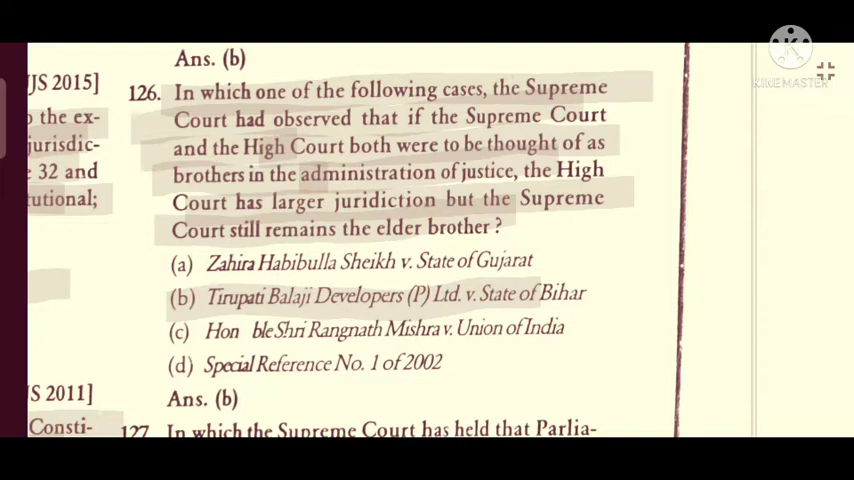 Ans. (b)
JS 2015]
126. In which one of the following cases, the Supreme
Court had observed that if the Supreme Court
and the High Court both were to be thought of as
brothers in the administration of justice, the High
Court has larger juridiction but the Supreme
Court still remains the elder brother ?
o the ex-
jurisdic-
32 and
tutional;
(a) Zahira Habibulla Sheikh v. State of Gujarat
(b) Tirupati Balaji Developers (P) Ltd. v. State of Bihar
(c) Hon ble Shri Rangnath Mishra v. Union of India
(d) Special Reference No. 1 of 2002
Ans. (b)
S 2011]
Consti-
127. In which the Supreme Court has held that Parlia-
K
KINEMASTER